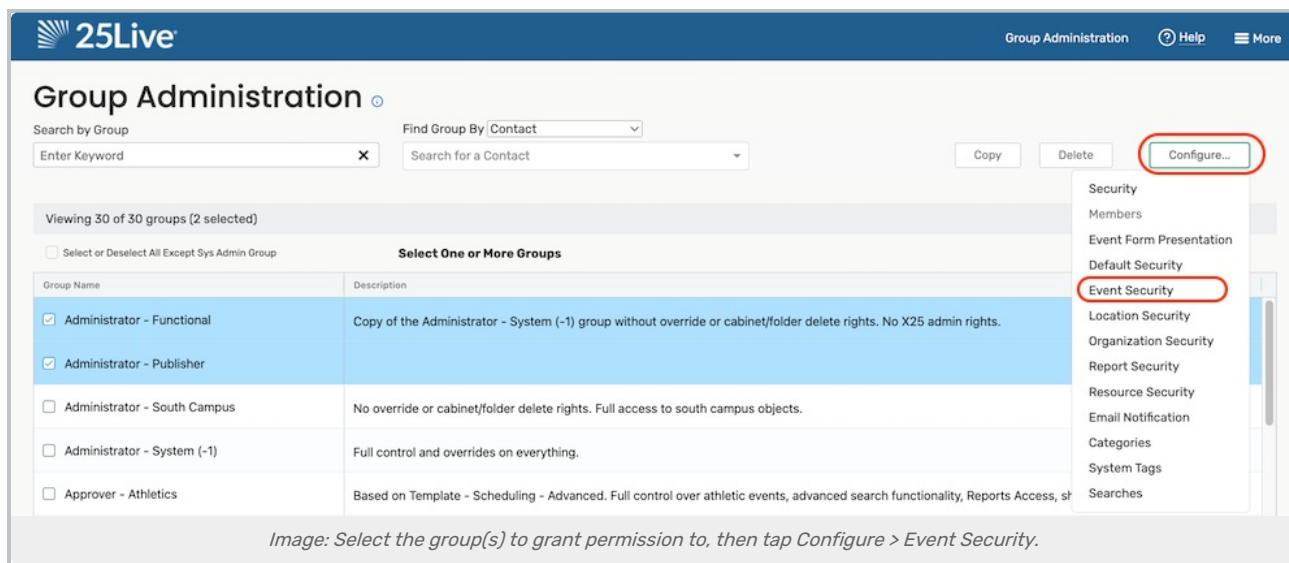 25Live
Group Administration
Help
More
Group Administration
Search by Group
Find Group By Contact
Enter Keyword
Search for a Contact
Copy
Delete
Configure...
Security
Members
Event Form Presentation
Default Security
Event Security
Location Security
Organization Security
Report Security
Resource Security
Email Notification
Categories
System Tags
Searches
Viewing 30 of 30 groups (2 selected)
Select or Deselect All Except Sys Admin Group
Select One or More Groups
Group Name
Description
Administrator - Functional
Copy of the Administrator - System (-1) group without override or cabinet/folder delete rights. No X25 admin rights.
Administrator - Publisher
Administrator - South Campus
No override or cabinet/folder delete rights. Full access to south campus objects.
Administrator - System (-1)
Full control and overrides on everything.
Approver - Athletics
Based on Template - Scheduling - Advanced. Full control over athletic events, advanced search functionality, Reports Access,
Image: Select the group(s) to grant permission to, then tap Configure > Event Security.